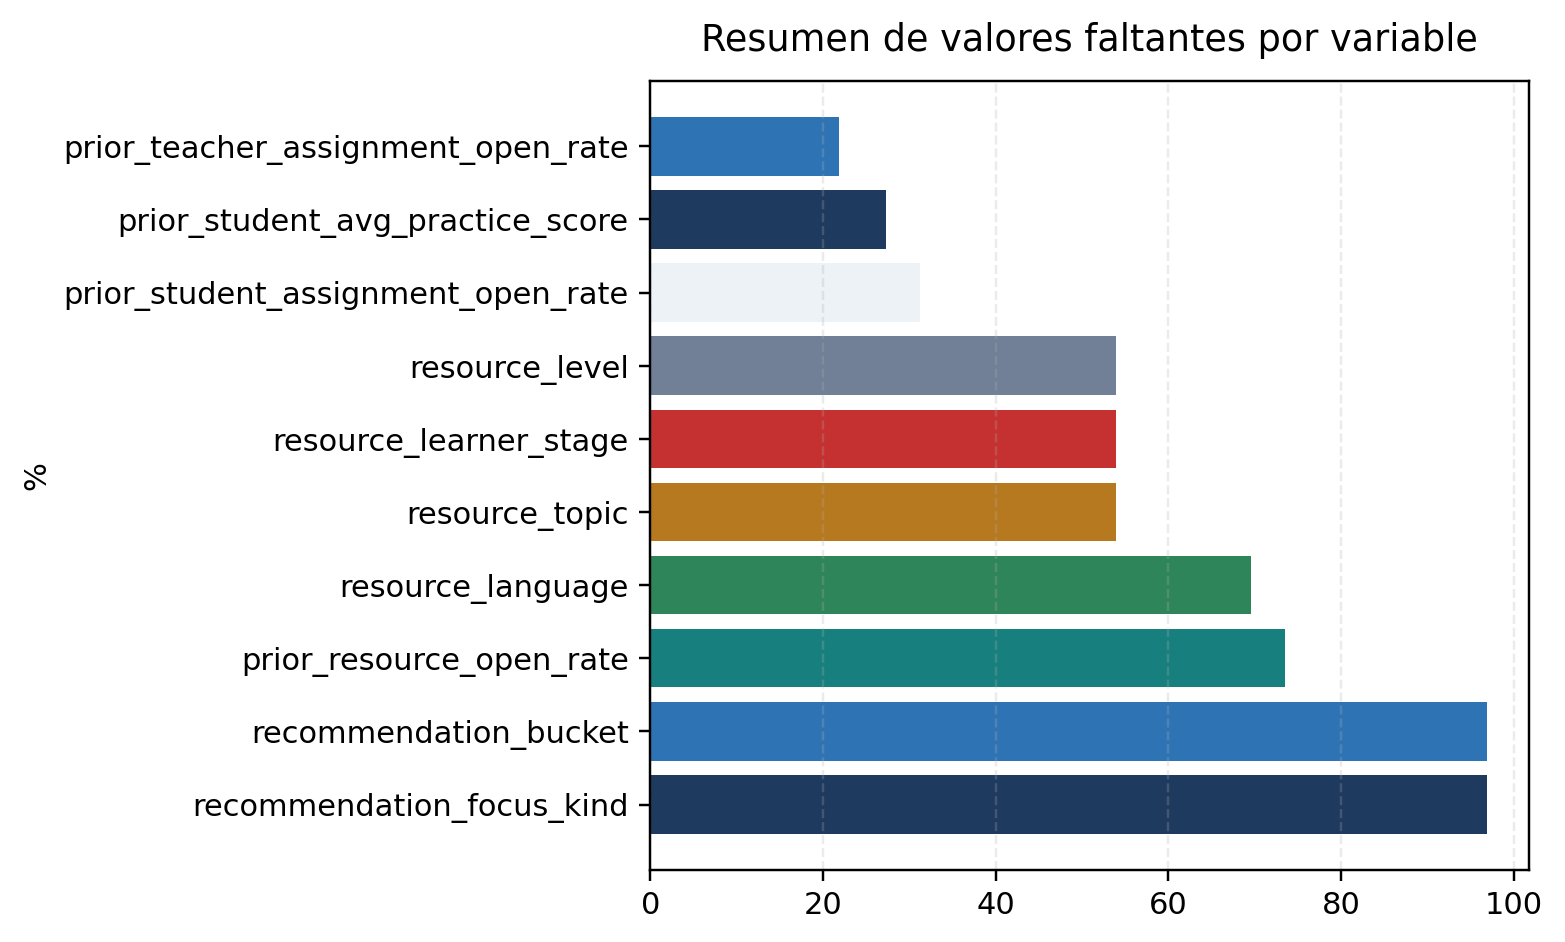 Resumen de valores faltantes por variable
prior_teacher_assignment_open_rate
prior_student_avg_practice_score
prior_student_assignment_open_rate
resource_level
resource_learner_stage
resource_topic
resource_language
prior_resource_open_rate
recommendation_bucket
recommendation_focus_kind
%
0 20 40 60 80 100